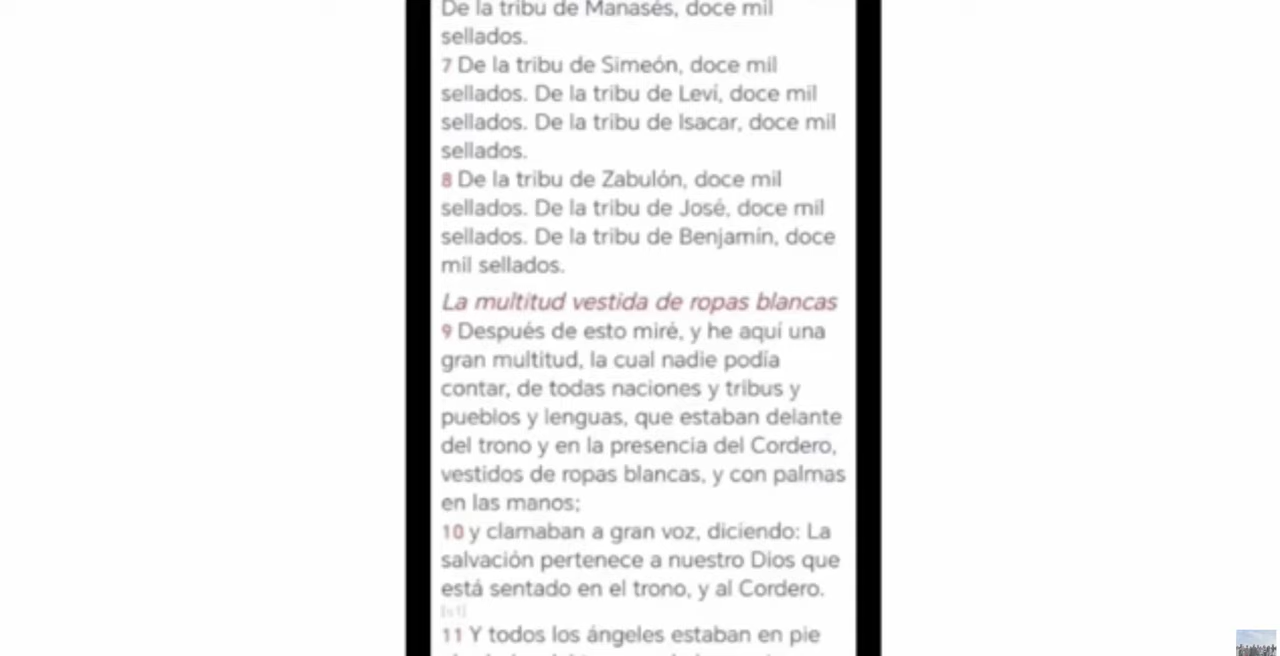 De la tribu de Manasés, doce mil
sellados.
7 De la tribu de Simeón, doce mil
sellados. De la tribu de Leví, doce mil
sellados. De la tribu de Isacar, doce mil
sellados.
8 De la tribu de Zabulón, doce mil
sellados. De la tribu de José, doce mil
sellados. De la tribu de Benjamín, doce
mil sellados.
La multitud vestida de ropas blancas
9 Después de esto miré, y he aquí una
gran multitud, la cual nadie podía
contar, de todas naciones y tribus y
pueblos y lenguas, que estaban delante
del trono y en la presencia del Cordero,
vestidos de ropas blancas, y con palmas
en las manos;
10 y clamaban a gran voz, diciendo: La
salvación pertenece a nuestro Dios que
está sentado en el trono, y al Cordero.
11 Y todos los ángeles estaban en pie